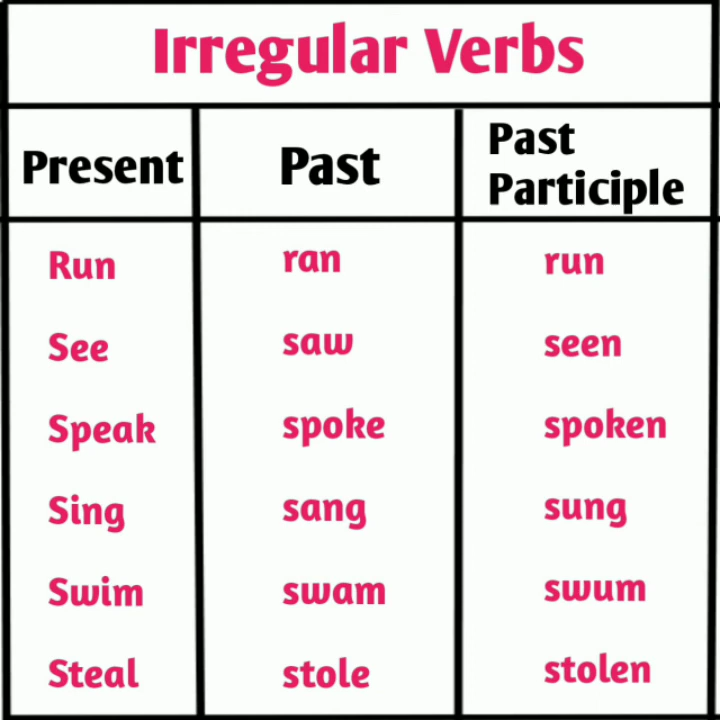 Irregular Verbs
Present Past Past Participle
Run ran run
See saw seen
Speak spoke spoken
Sing sang sung
Swim swam swum
Steal stole stolen